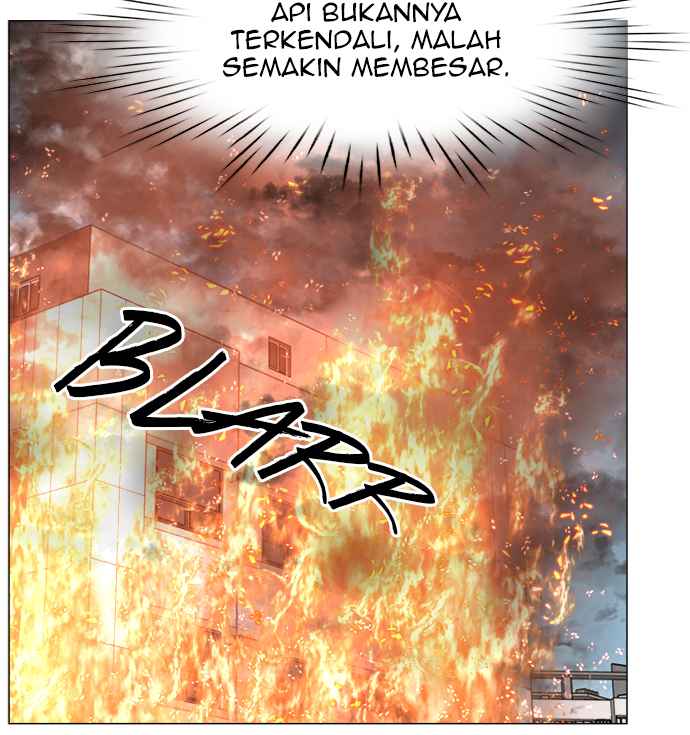 API BUKANNYA
TERKENDALI, MALAH
SEMAKIN MEMBESAR.
BLARR